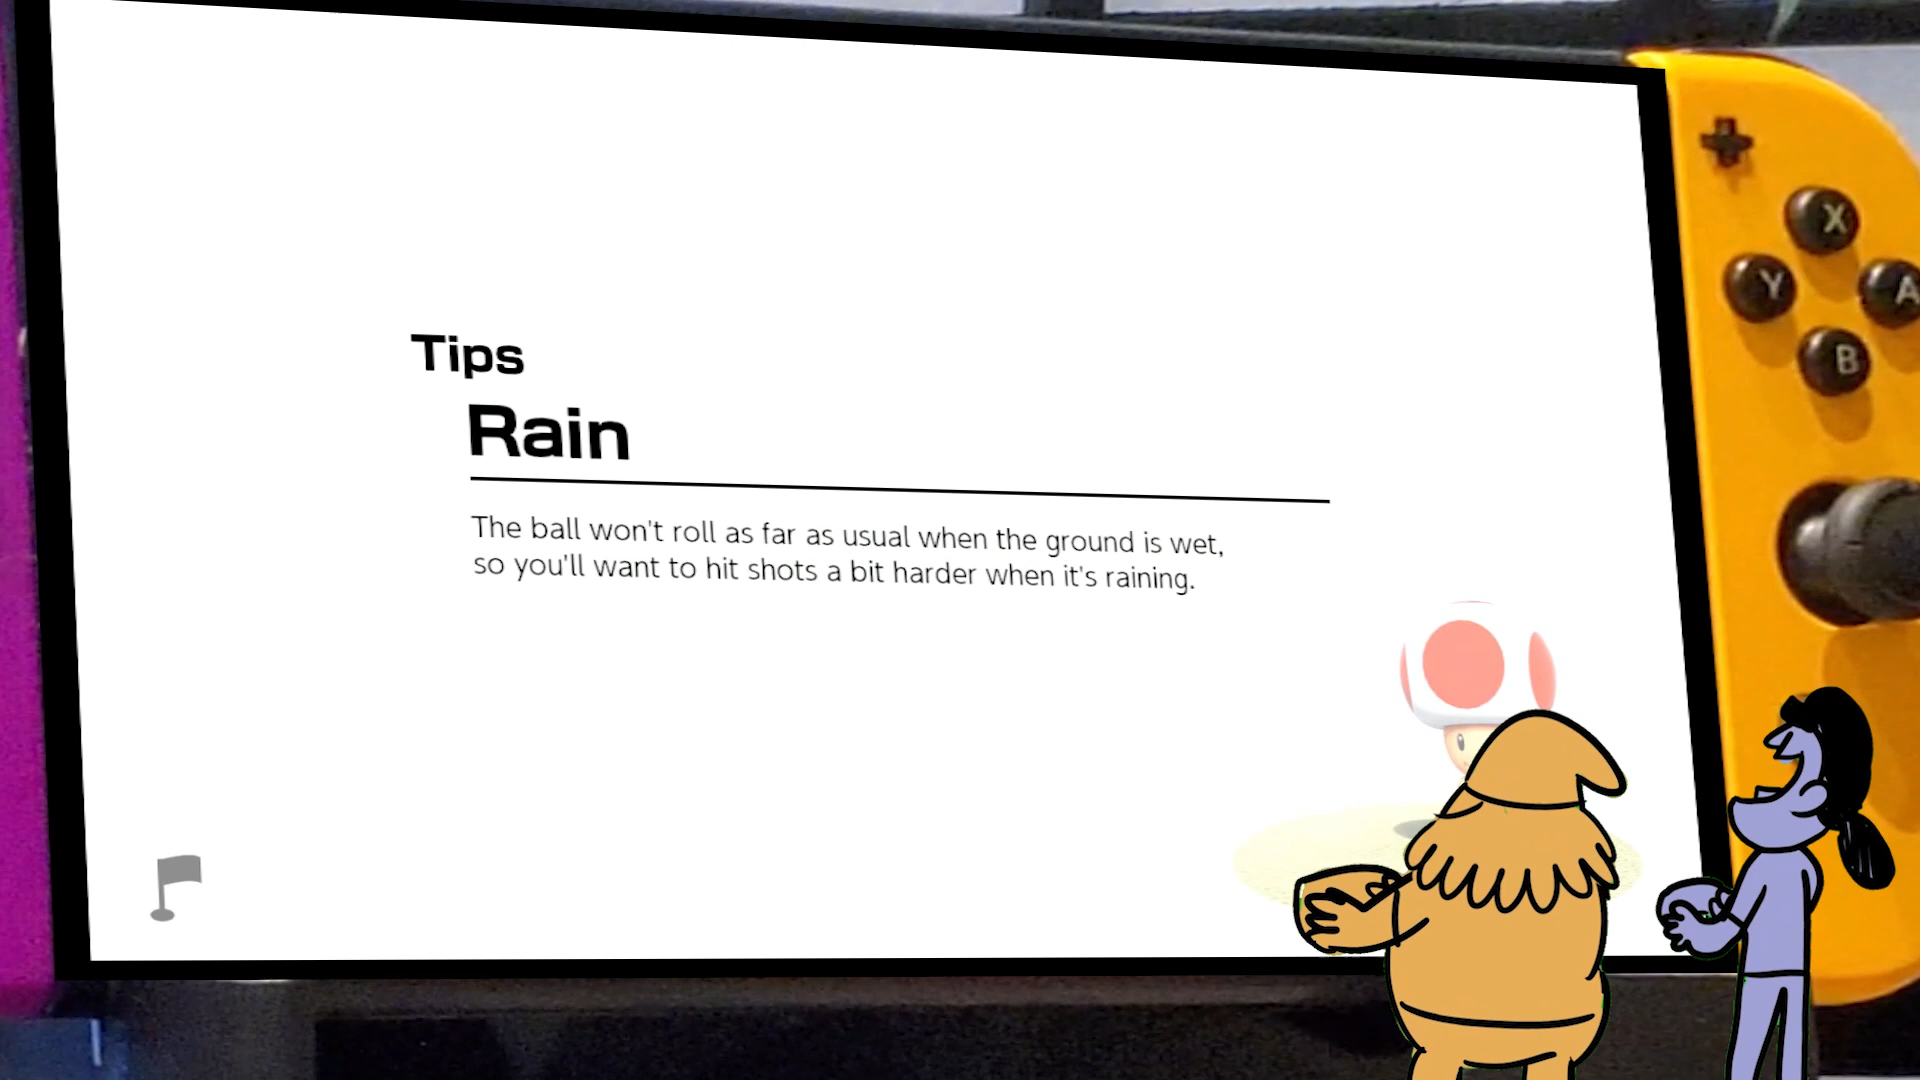 Tips
Rain
The ball won't roll as far as usual when the ground is wet,
so you'll want to hit shots a bit harder when it's raining.
X
Y
A
B